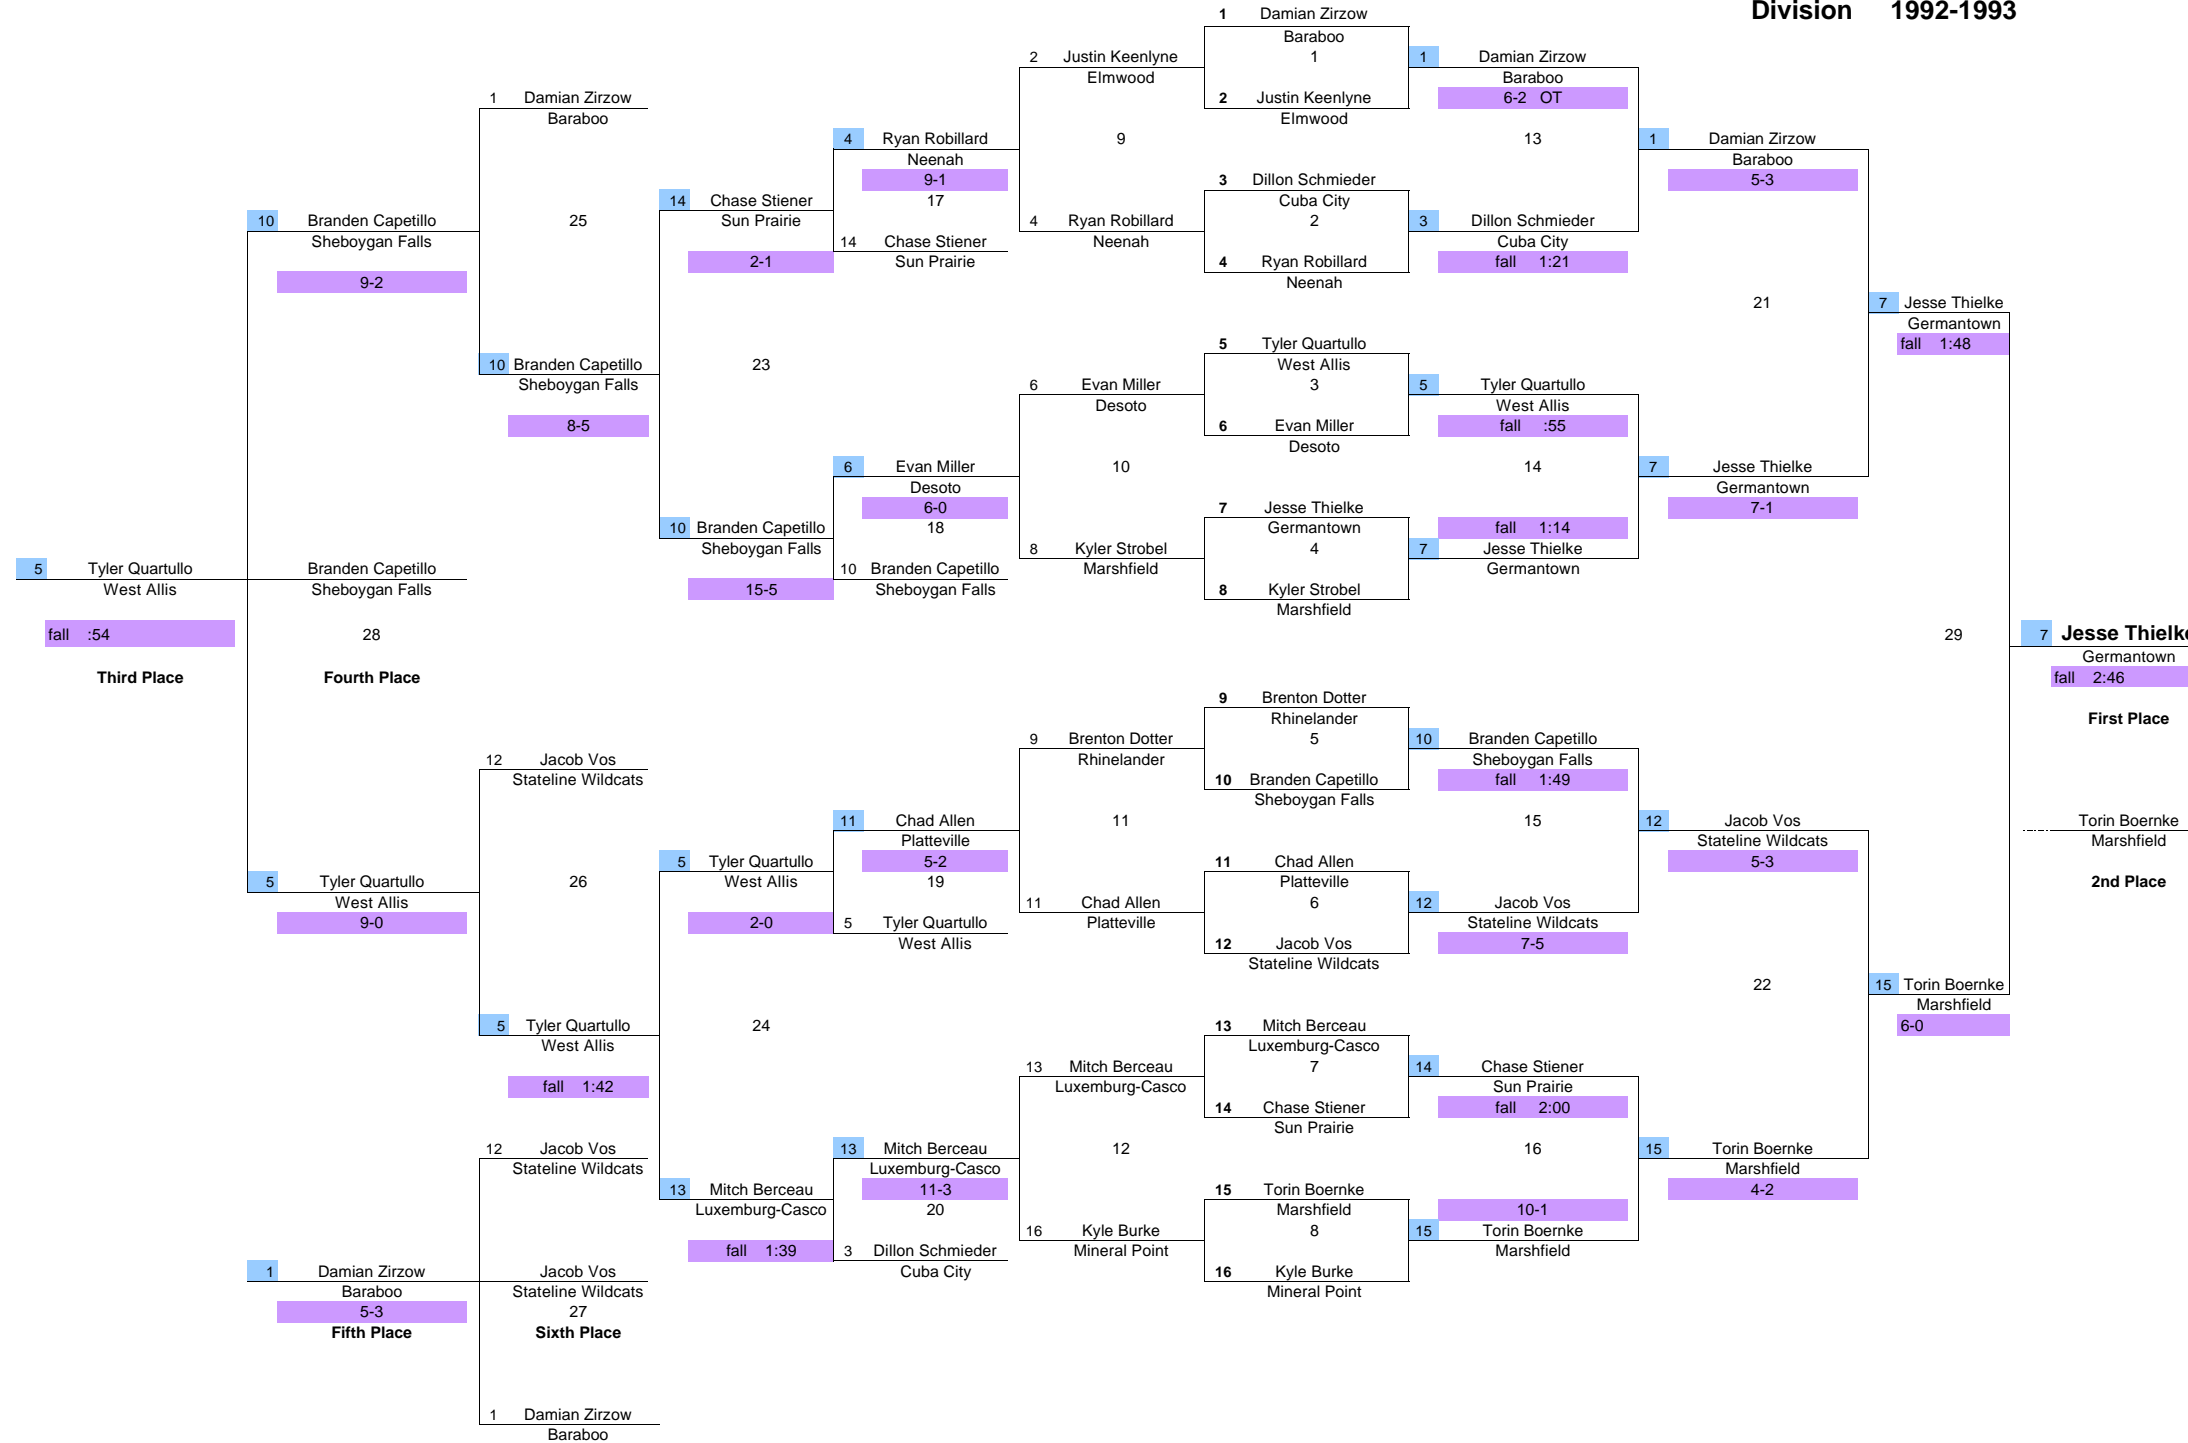 Division 1992-1993
1 Damian Zirzow
Baraboo
2 Justin Keenlyne 1 1 Damian Zirzow
Elmwood Baraboo
1 Damian Zirzow 2 Justin Keenlyne 6-2 OT
Baraboo Elmwood
4 Ryan Robillard 9 13 1 Damian Zirzow
Neenah Baraboo
9-1 3 Dillon Schmieder 5-3
14 Chase Stiener 17 Cuba City
10 Branden Capetillo 25 Sun Prairie 4 Ryan Robillard 2 3 Dillon Schmieder
Sheboygan Falls 14 Chase Stiener Neenah Cuba City
2-1 Sun Prairie 4 Ryan Robillard fall 1:21
9-2 Neenah
21 7 Jesse Thielke
Germantown
5 Tyler Quartullo fall 1:48
10 Branden Capetillo 23 West Allis
Sheboygan Falls 6 Evan Miller 3 5 Tyler Quartullo
Desoto West Allis
8-5 6 Evan Miller fall :55
Desoto
6 Evan Miller 10 14 7 Jesse Thielke
Desoto Germantown
6-0 7 Jesse Thielke 7-1
10 Branden Capetillo 18 Germantown fall 1:14
Sheboygan Falls 8 Kyler Strobel 4 7 Jesse Thielke
5 Tyler Quartullo Branden Capetillo 10 Branden Capetillo Marshfield Germantown
West Allis Sheboygan Falls 15-5 Sheboygan Falls 8 Kyler Strobel
Marshfield
fall :54 28 29 7 Jesse Thielke
Germantown
Third Place Fourth Place fall 2:46
9 Brenton Dotter
Rhinelander First Place
9 Brenton Dotter 5 10 Branden Capetillo
12 Jacob Vos Rhinelander Sheboygan Falls
Stateline Wildcats 10 Branden Capetillo fall 1:49
Sheboygan Falls
11 Chad Allen 11 15 12 Jacob Vos Torin Boernke
Platteville Stateline Wildcats Marshfield
5 Tyler Quartullo 5-2 11 Chad Allen 5-3
5 Tyler Quartullo 26 West Allis 19 Platteville 2nd Place
West Allis 11 Chad Allen 6 12 Jacob Vos
9-0 2-0 5 Tyler Quartullo Platteville Stateline Wildcats
West Allis 12 Jacob Vos 7-5
Stateline Wildcats
22 15 Torin Boernke
Marshfield
5 Tyler Quartullo 24 13 Mitch Berceau 6-0
West Allis Luxemburg-Casco
13 Mitch Berceau 7 14 Chase Stiener
fall 1:42 Luxemburg-Casco Sun Prairie
14 Chase Stiener fall 2:00
Sun Prairie
12 Jacob Vos 13 Mitch Berceau 12 16 15 Torin Boernke
Stateline Wildcats Luxemburg-Casco Marshfield
13 Mitch Berceau 11-3 15 Torin Boernke 4-2
Luxemburg-Casco 20 Marshfield 10-1
16 Kyle Burke 8 15 Torin Boernke
fall 1:39 3 Dillon Schmieder Mineral Point Marshfield
1 Damian Zirzow Jacob Vos Cuba City 16 Kyle Burke
Baraboo Stateline Wildcats Mineral Point
5-3 27
Fifth Place Sixth Place
1 Damian Zirzow
Baraboo